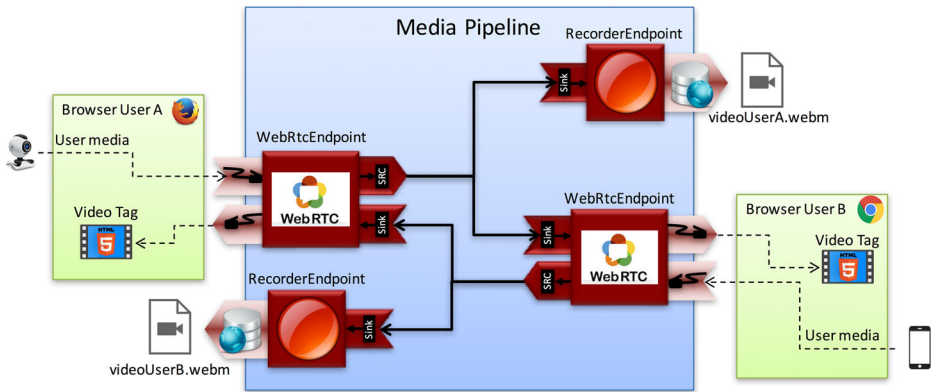 Media Pipeline
RecorderEndpoint
Sink
videoUserA.webm
Browser User A
User media
WebRtcEndpoint
SRC
WebRTC
Sink
Video Tag
HTML
5
WebRtcEndpoint
Sink
WebRTC
SRC
Browser User B
Video Tag
HTML
5
User media
RecorderEndpoint
Sink
videoUserB.webm